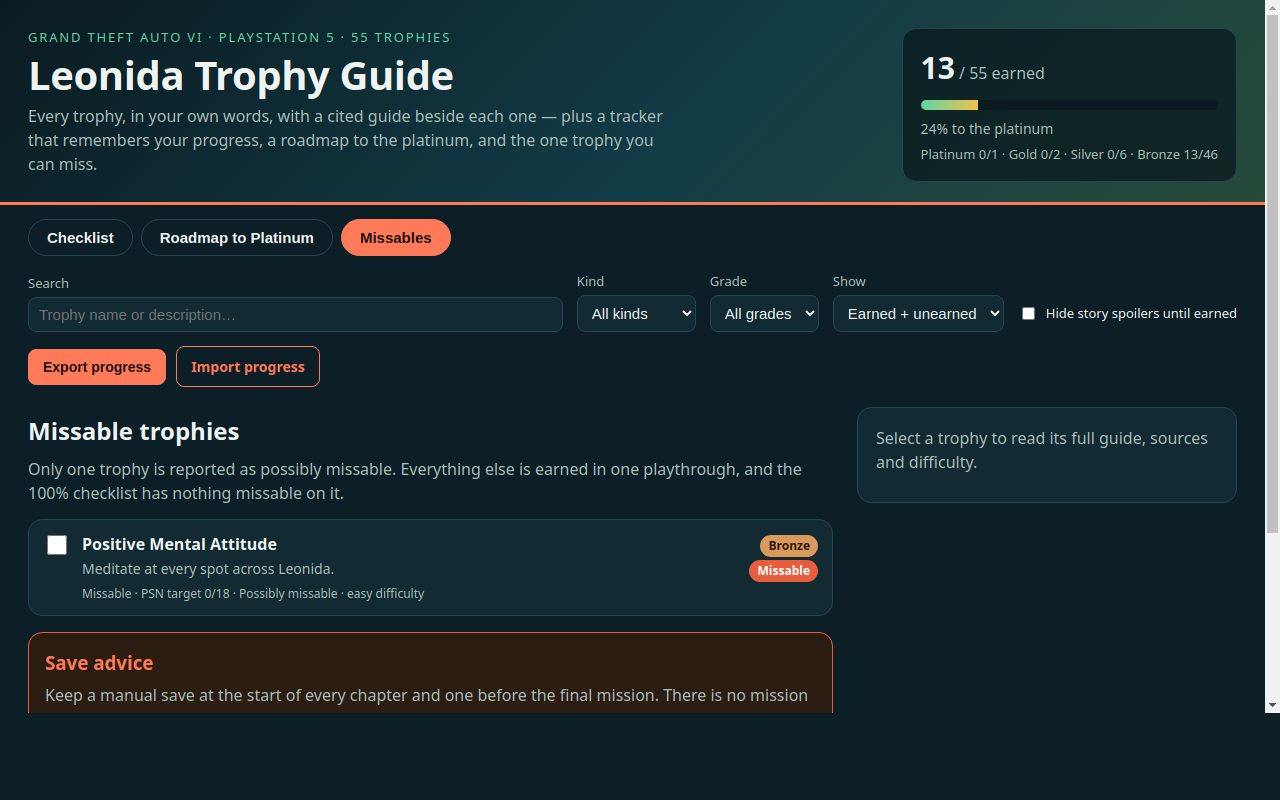 GRAND THEFT AUTO VI · PLAYSTATION 5 · 55 TROPHIES
Leonida Trophy Guide
Every trophy, in your own words, with a cited guide beside each one — plus a tracker
that remembers your progress, a roadmap to the platinum, and the one trophy you
can miss.
13 / 55 earned
24% to the platinum
Platinum 0/1 · Gold 0/2 · Silver 0/6 · Bronze 13/46
Checklist
Roadmap to Platinum
Missables
Search
Trophy name or description…
Kind
All kinds
Grade
All grades
Show
Earned + unearned
Hide story spoilers until earned
Export progress
Import progress
Missable trophies
Only one trophy is reported as possibly missable. Everything else is earned in one playthrough, and the
100% checklist has nothing missable on it.
Positive Mental Attitude
Meditate at every spot across Leonida.
Missable · PSN target 0/18 · Possibly missable · easy difficulty
Bronze
Missable
Save advice
Keep a manual save at the start of every chapter and one before the final mission. There is no mission
Select a trophy to read its full guide, sources
and difficulty.